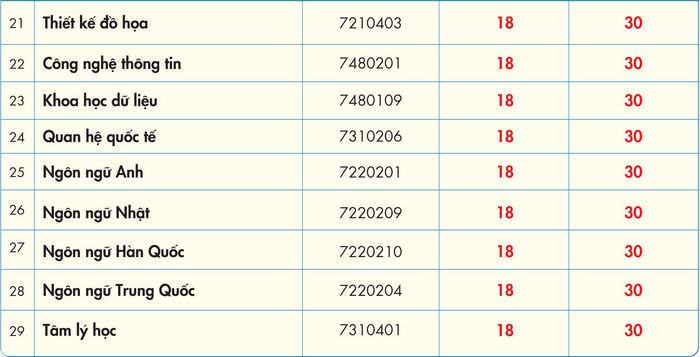 21 Thiết kế đồ họa 7210403 18 30
22 Công nghệ thông tin 7480201 18 30
23 Khoa học dữ liệu 7480109 18 30
24 Quan hệ quốc tế 7310206 18 30
25 Ngôn ngữ Anh 7220201 18 30
26 Ngôn ngữ Nhật 7220209 18 30
27 Ngôn ngữ Hàn Quốc 7220210 18 30
28 Ngôn ngữ Trung Quốc 7220204 18 30
29 Tâm lý học 7310401 18 30